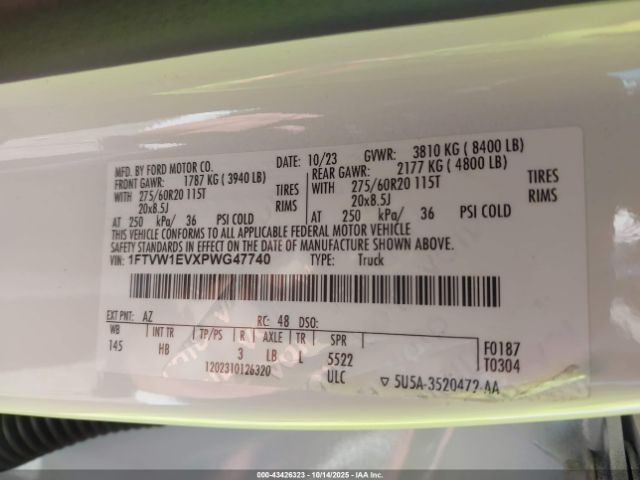 MFD. BY FORD MOTOR CO.
DATE: 10/23 GVWR: 3810 KG ( 8400 LB)
FRONT GAWR: 1787 KG (3940 LB)
REAR GAWR: 2177 KG ( 4800 LB)
WITH 275/60R20 115T TIRES
20x8.5J RIMS
AT 250 kPa/ 36 PSI COLD
WITH 275/60R20 115T TIRES
20x8.5J RIMS
AT 250 kPa/ 36 PSI COLD
THIS VEHICLE CONFORMS TO ALL APPLICABLE FEDERAL MOTOR VEHICLE
SAFETY STANDARDS IN EFFECT ON THE DATE OF MANUFACTURE SHOWN ABOVE.
VIN: 1FTVW1EVXPWG47740 TYPE: Truck
EXT PNT: AZ RC: 48 DSO:
WB INT TR TP/PS R AXLE TR SPR
145 HB 3 LB L 5522
F0187
T0304
1202310126320 ULC
5U5A-3520472-AA
000-43426323 | 10/14/2025 - IAA Inc.